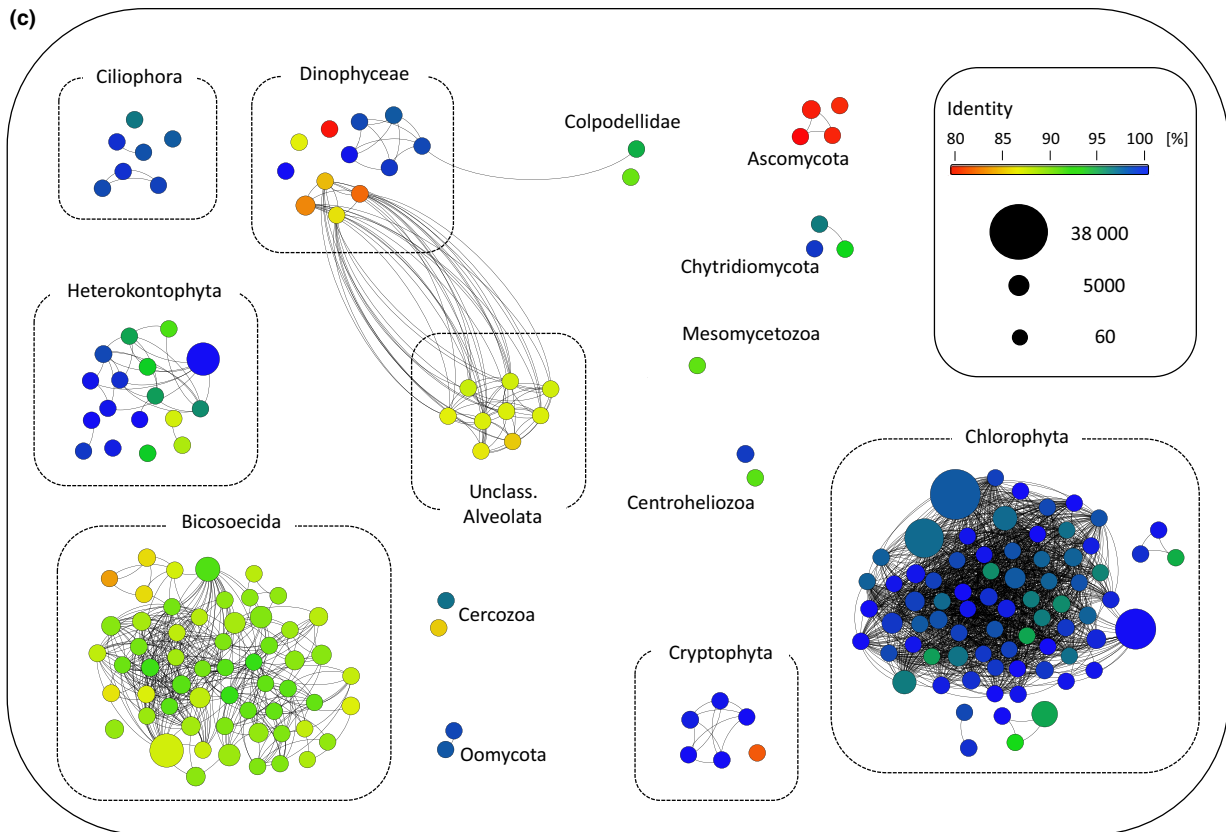 (c)
Ciliophora
Dinophyceae
Colpodellidae
Ascomycota
Identity
80 85 90 95 100 [%]
38 000
5000
60
Chytridiomycota
Heterokontophyta
Mesomycetozoa
Chlorophyta
Unclass.
Alveolata
Centroheliozoa
Bicosoecida
Cercozoa
Cryptophyta
Oomycota